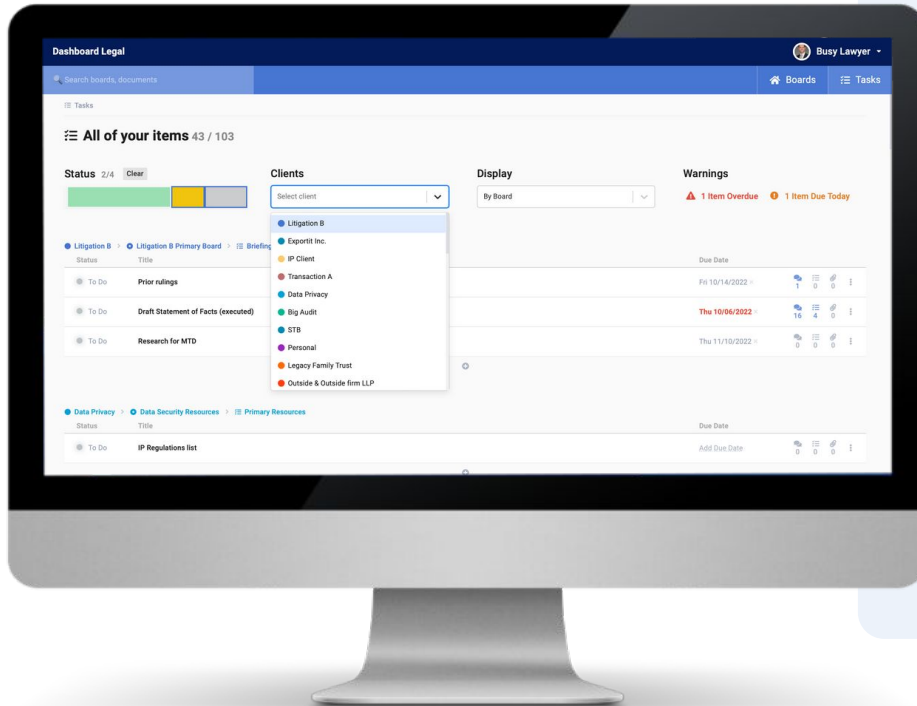 Dashboard Legal
Busy Lawyer
Search boards, documents
Boards
Tasks
Tasks
All of your items 43 / 103
Status 2/4 Clear
Clients
Display
Warnings
Select client
By Board
1 Item Overdue
1 Item Due Today
Litigation B
Exportit Inc.
IP Client
Transaction A
Data Privacy
Big Audit
STB
Personal
Legacy Family Trust
Outside & Outside firm LLP
Litigation B > Litigation B Primary Board > Briefing
Status Title Due Date
To Do Prior rulings Fri 10/14/2022 × 1 0 0
To Do Draft Statement of Facts (executed) Thu 10/06/2022 × 16 4 0
To Do Research for MTD Thu 11/10/2022 × 0 0 0
Data Privacy > Data Security Resources > Primary Resources
Status Title Due Date
To Do IP Regulations list Add Due Date 0 0 0